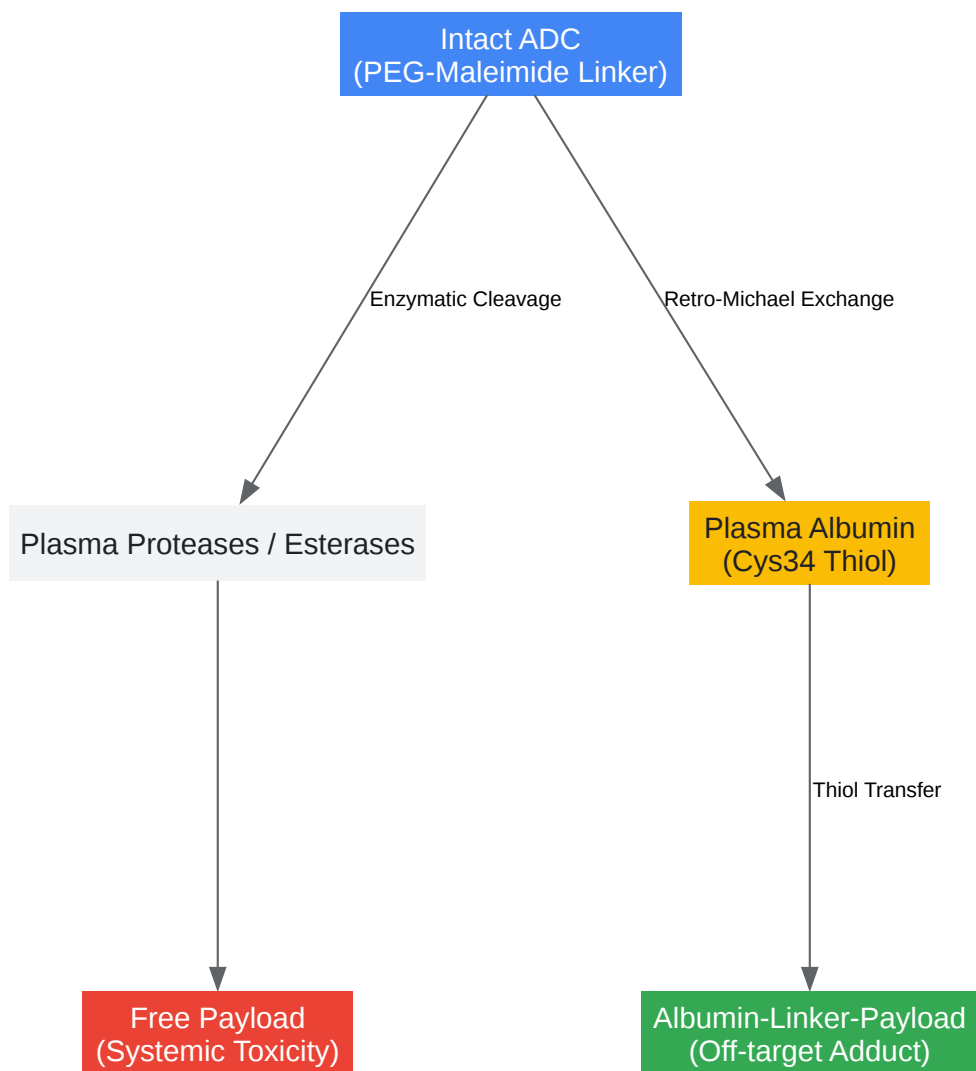 Intact ADC
(PEG-Maleimide Linker)
Enzymatic Cleavage
Retro-Michael Exchange
Plasma Proteases / Esterases
Plasma Albumin
(Cys34 Thiol)
Thiol Transfer
Free Payload
(Systemic Toxicity)
Albumin-Linker-Payload
(Off-target Adduct)